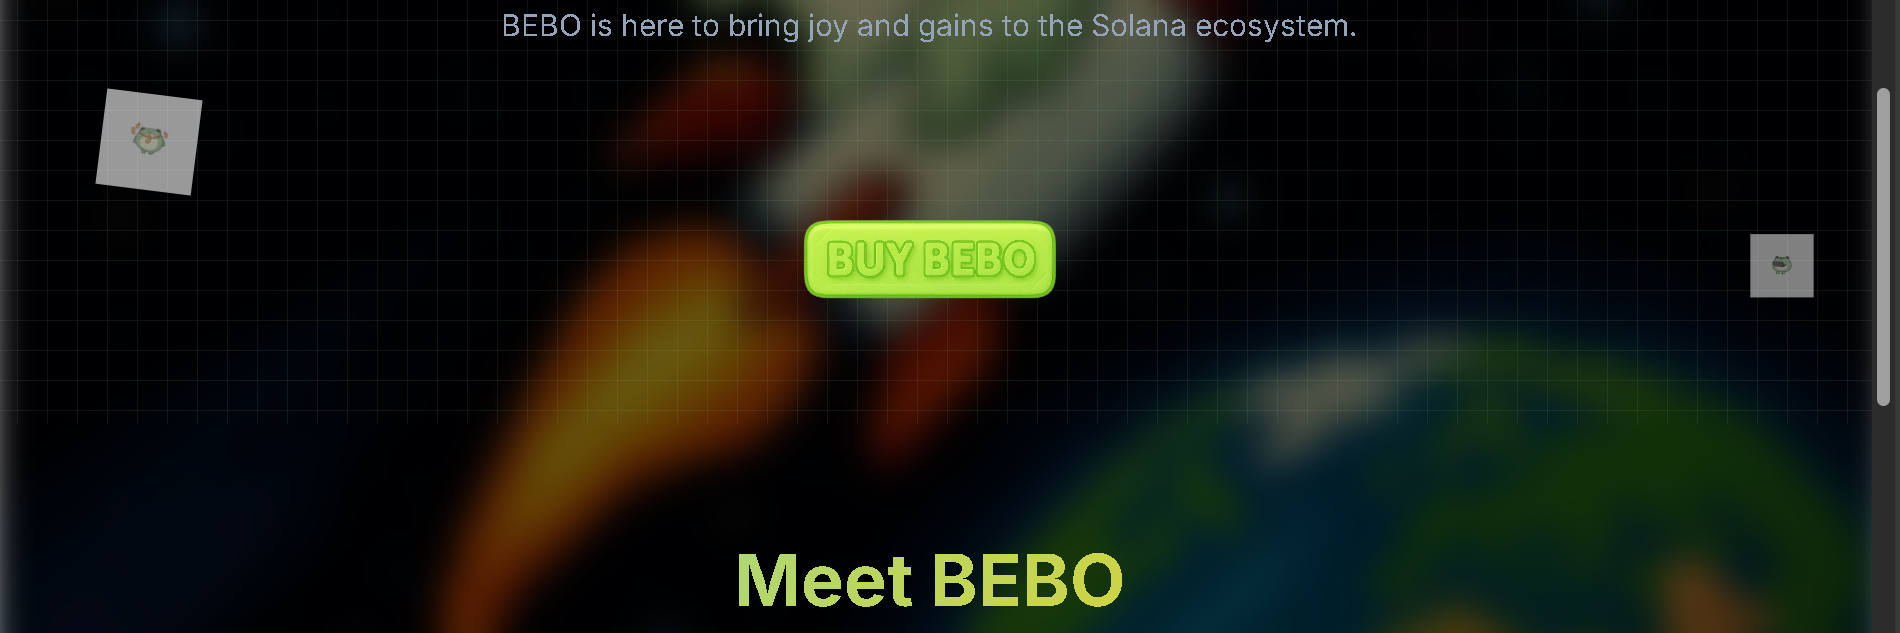 BEBO is here to bring joy and gains to the Solana ecosystem.
BUY BEBO
Meet BEBO